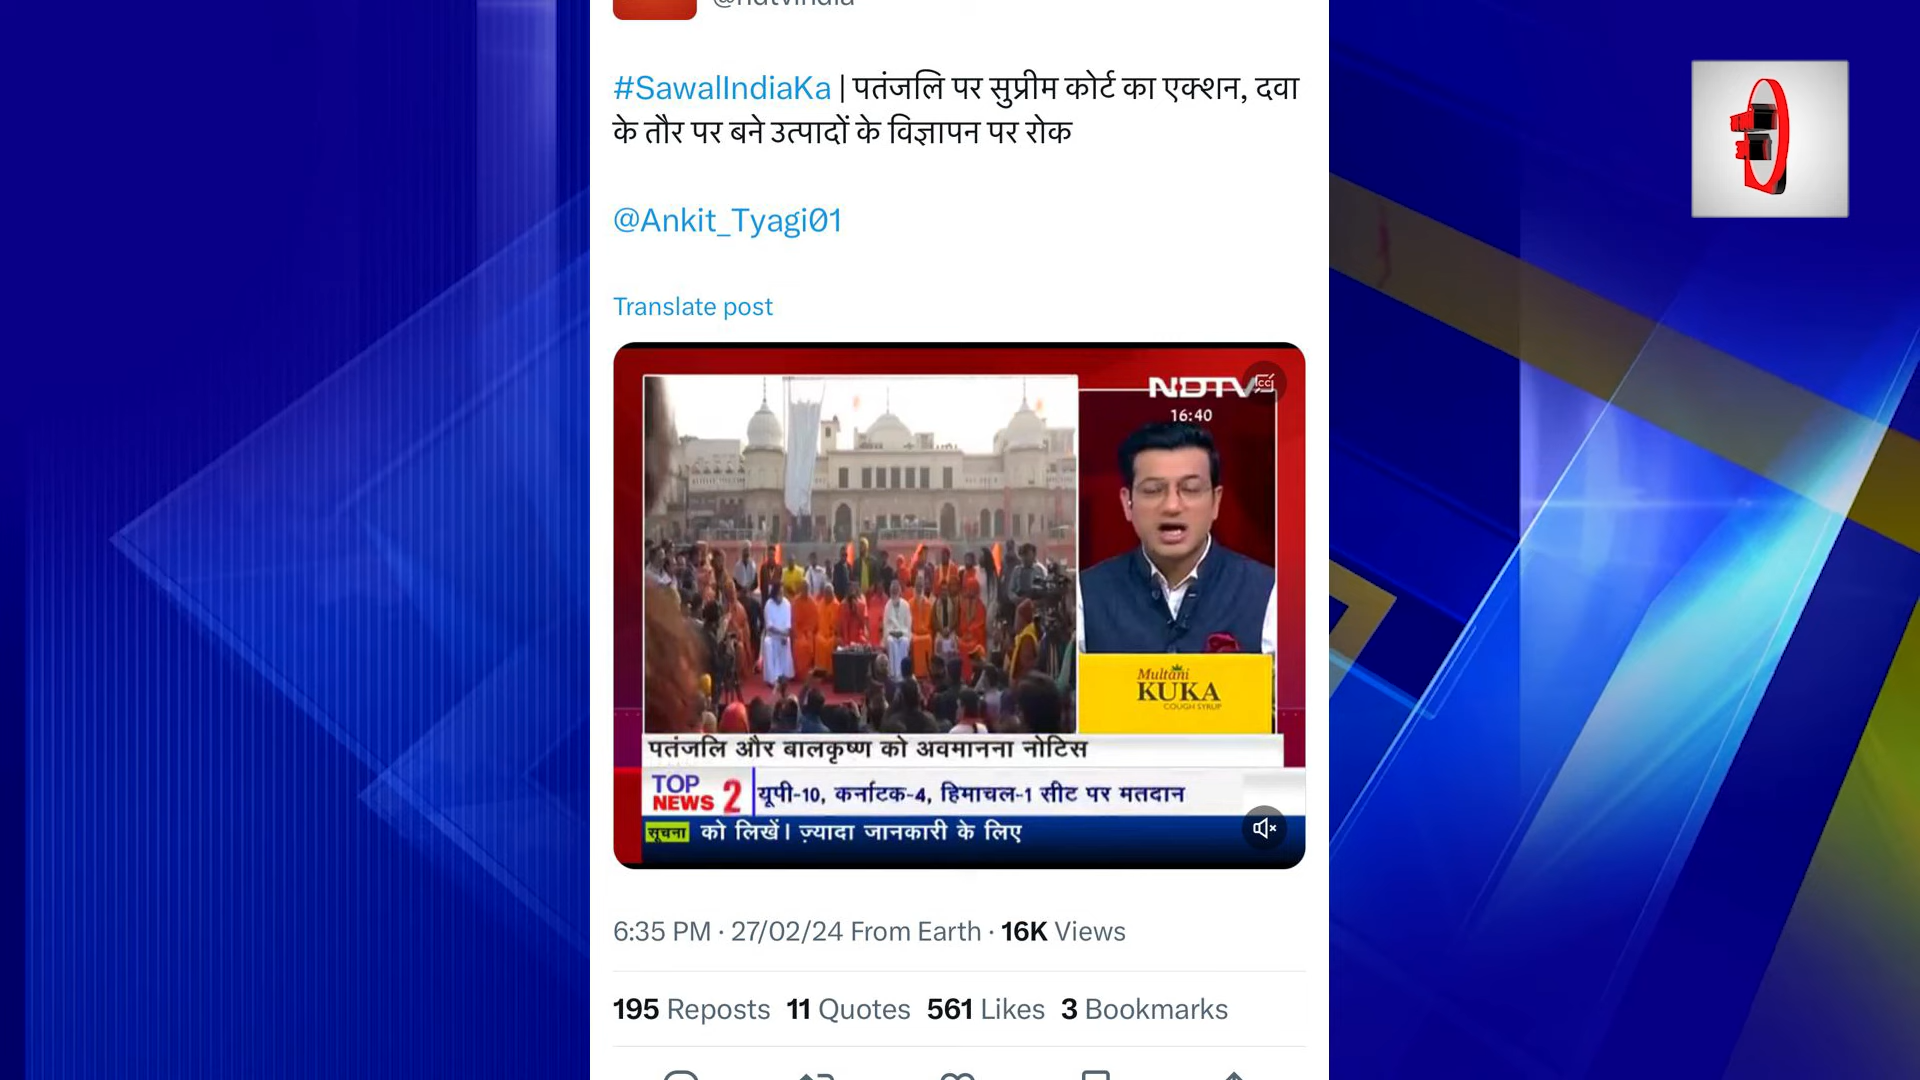 #SawalIndiaKa | पतंजलि पर सुप्रीम कोर्ट का एक्शन, दवा
के तौर पर बने उत्पादों के विज्ञापन पर रोक
@Ankit_Tyagi01
Translate post
NDTV
16:40
Multani
KUKA
COUGH SYRUP
पतंजलि और बालकृष्ण को अवमानना नोटिस
TOP
NEWS 2 यूपी-10, कर्नाटक-4, हिमाचल-1 सीट पर मतदान
सूचना को लिखें। ज़्यादा जानकारी के लिए
6:35 PM · 27/02/24 From Earth · 16K Views
195 Reposts 11 Quotes 561 Likes 3 Bookmarks